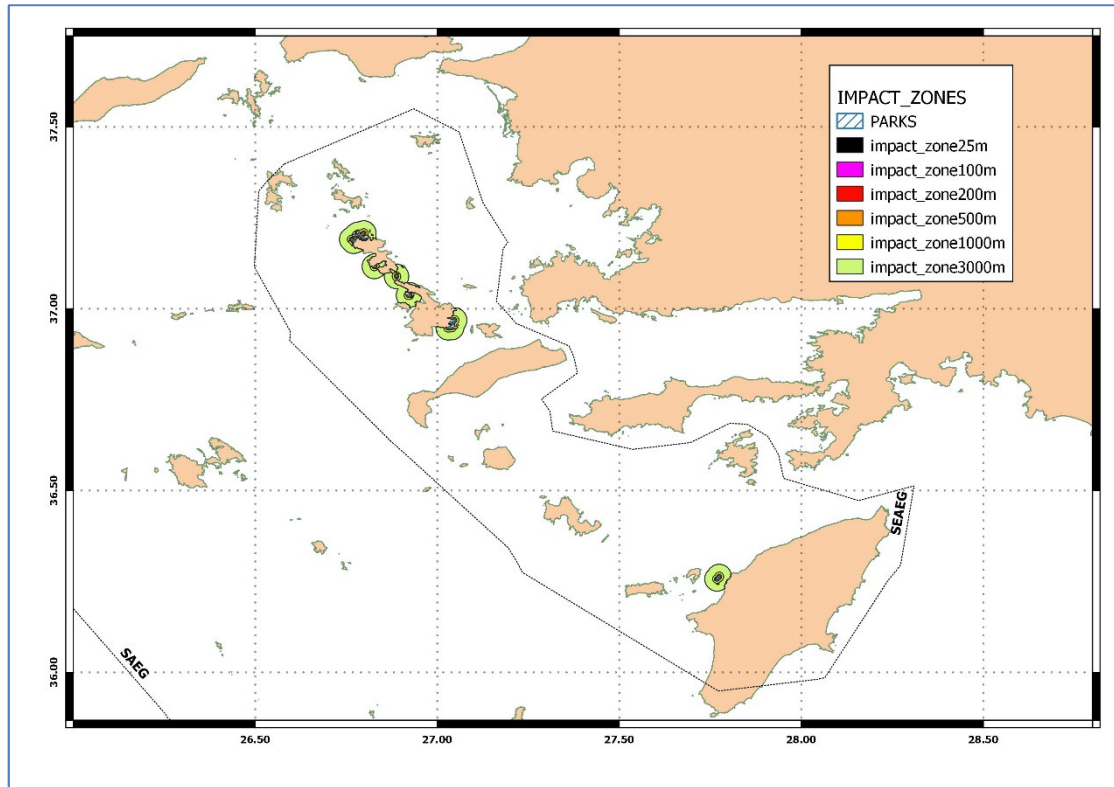 IMPACT_ZONES
PARKS
impact_zone25m
impact_zone100m
impact_zone200m
impact_zone500m
impact_zone1000m
impact_zone3000m
37.50
37.00
36.50
36.00
SEAEG
SAEG
26.50
27.00
27.50
28.00
28.50